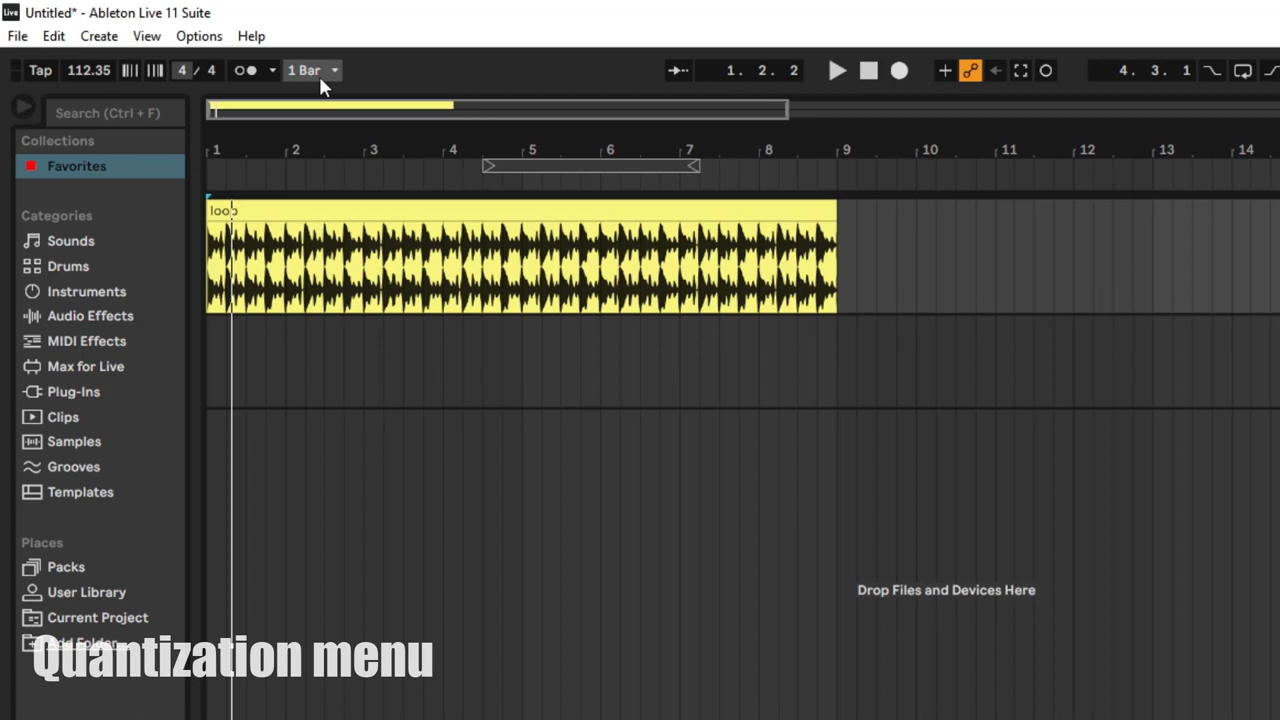 Live Untitled* - Ableton Live 11 Suite
File Edit Create View Options Help
Tap 112.35 4 / 4 1 Bar 1. 2. 2 4. 3. 1
Search (Ctrl + F)
Collections
Favorites
Categories
Sounds
Drums
Instruments
Audio Effects
MIDI Effects
Max for Live
Plug-Ins
Clips
Samples
Grooves
Templates
Places
Packs
User Library
Current Project
Add Folder...
1 2 3 4 5 6 7 8 9 10 11 12 13 14
loop
Drop Files and Devices Here
Quantization menu